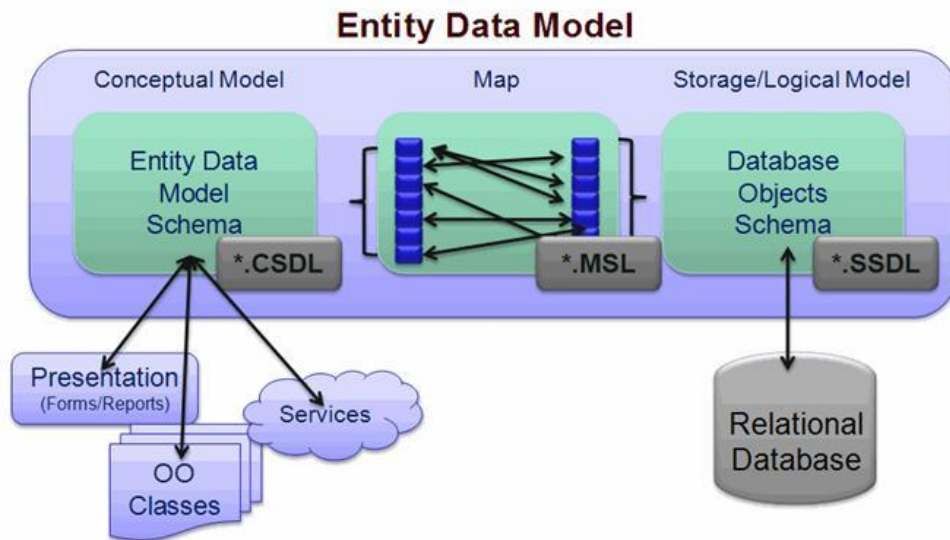 Entity Data Model
Conceptual Model
Map
Storage/Logical Model
Entity Data
Model
Schema
*.CSDL
*.MSL
Database
Objects
Schema
*.SSDL
Presentation
(Forms/Reports)
Services
OO
Classes
Relational
Database